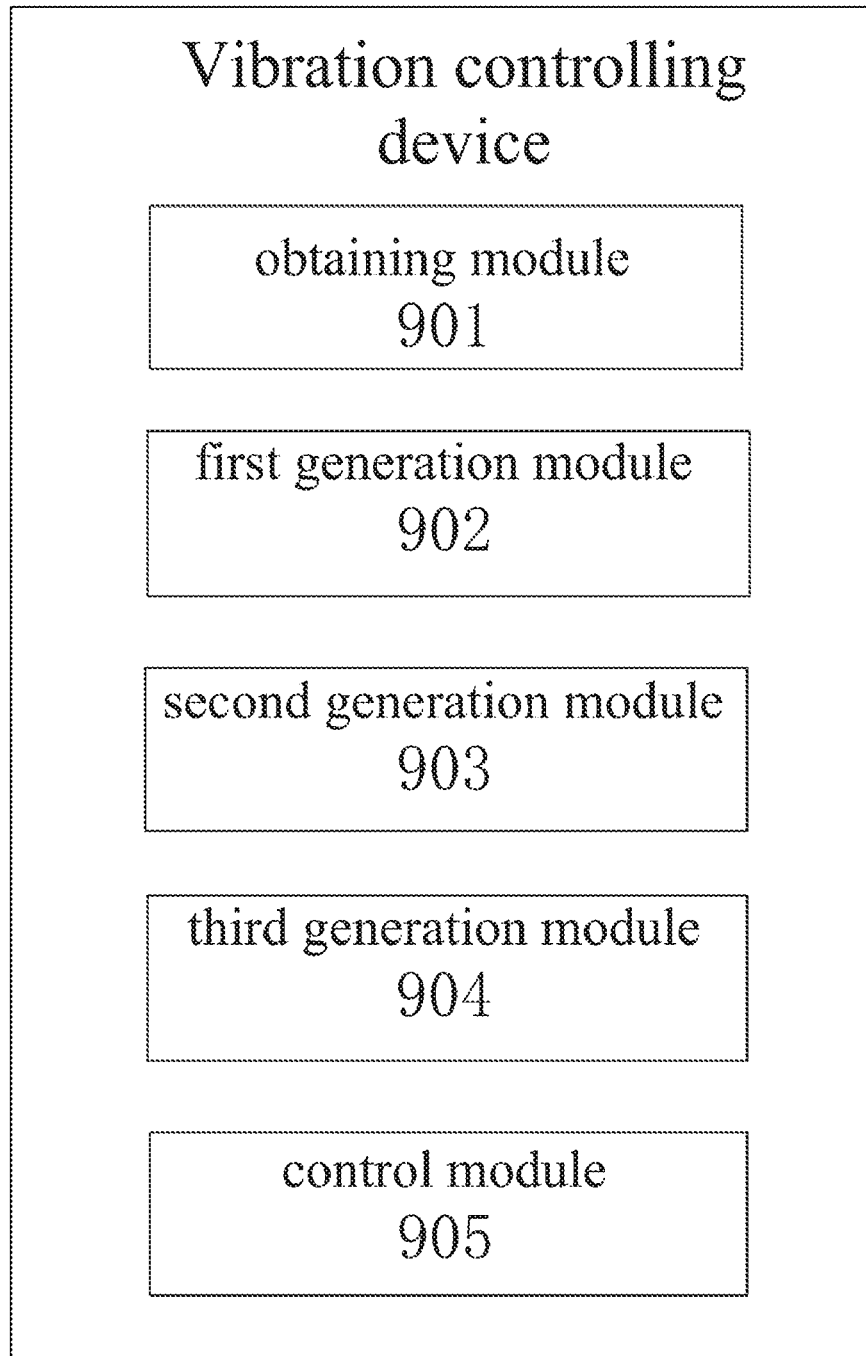 Vibration controlling
device
obtaining module
901
first generation module
902
second generation module
903
third generation module
904
control module
905